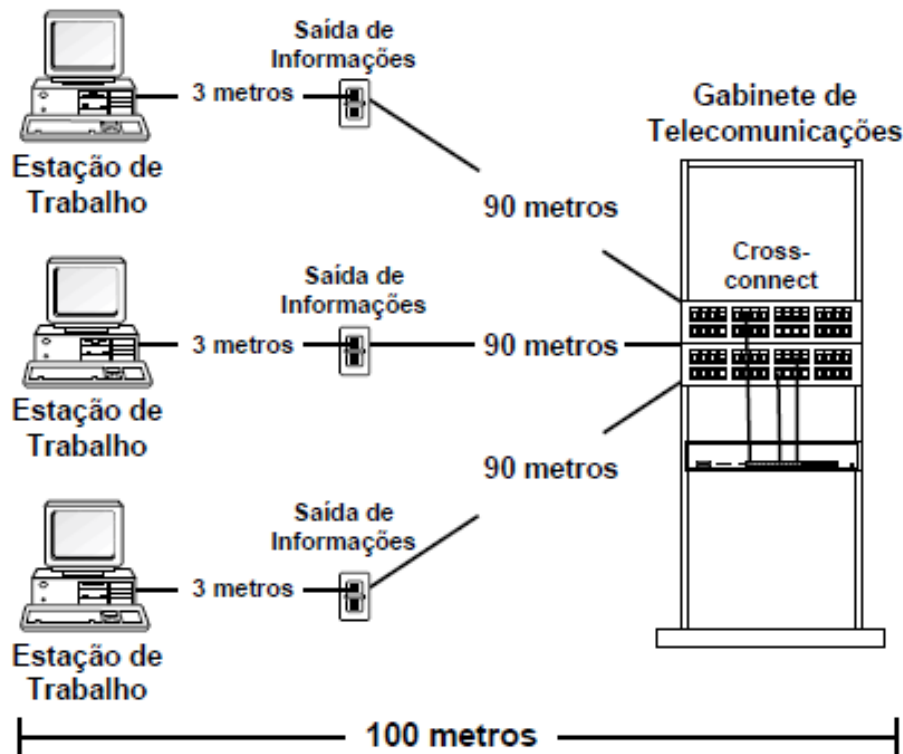 Saída de
Informações
3 metros
Estação de
Trabalho
Gabinete de
Telecomunicações
90 metros
Cross-
connect
Saída de
Informações
3 metros
90 metros
Estação de
Trabalho
90 metros
Saída de
Informações
3 metros
Estação de
Trabalho
100 metros